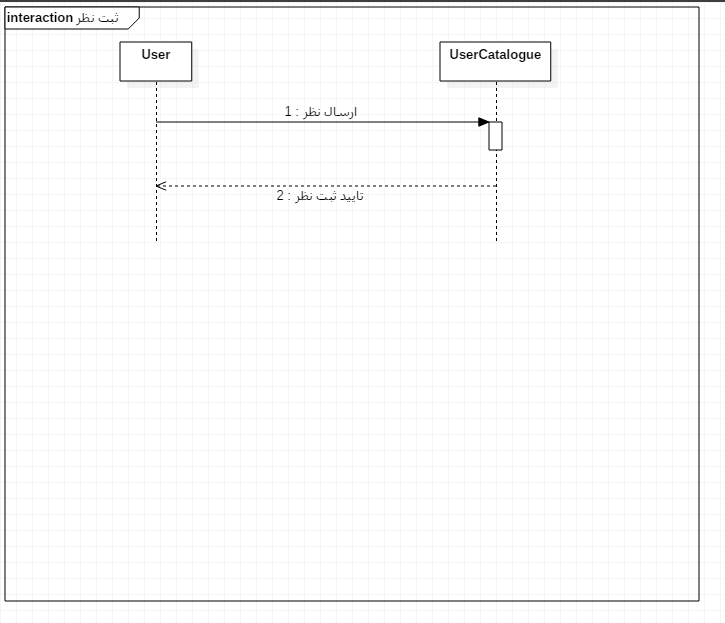 interaction ثبت نظر
User
UserCatalogue
1 : ارسال نظر
2 : تایید ثبت نظر